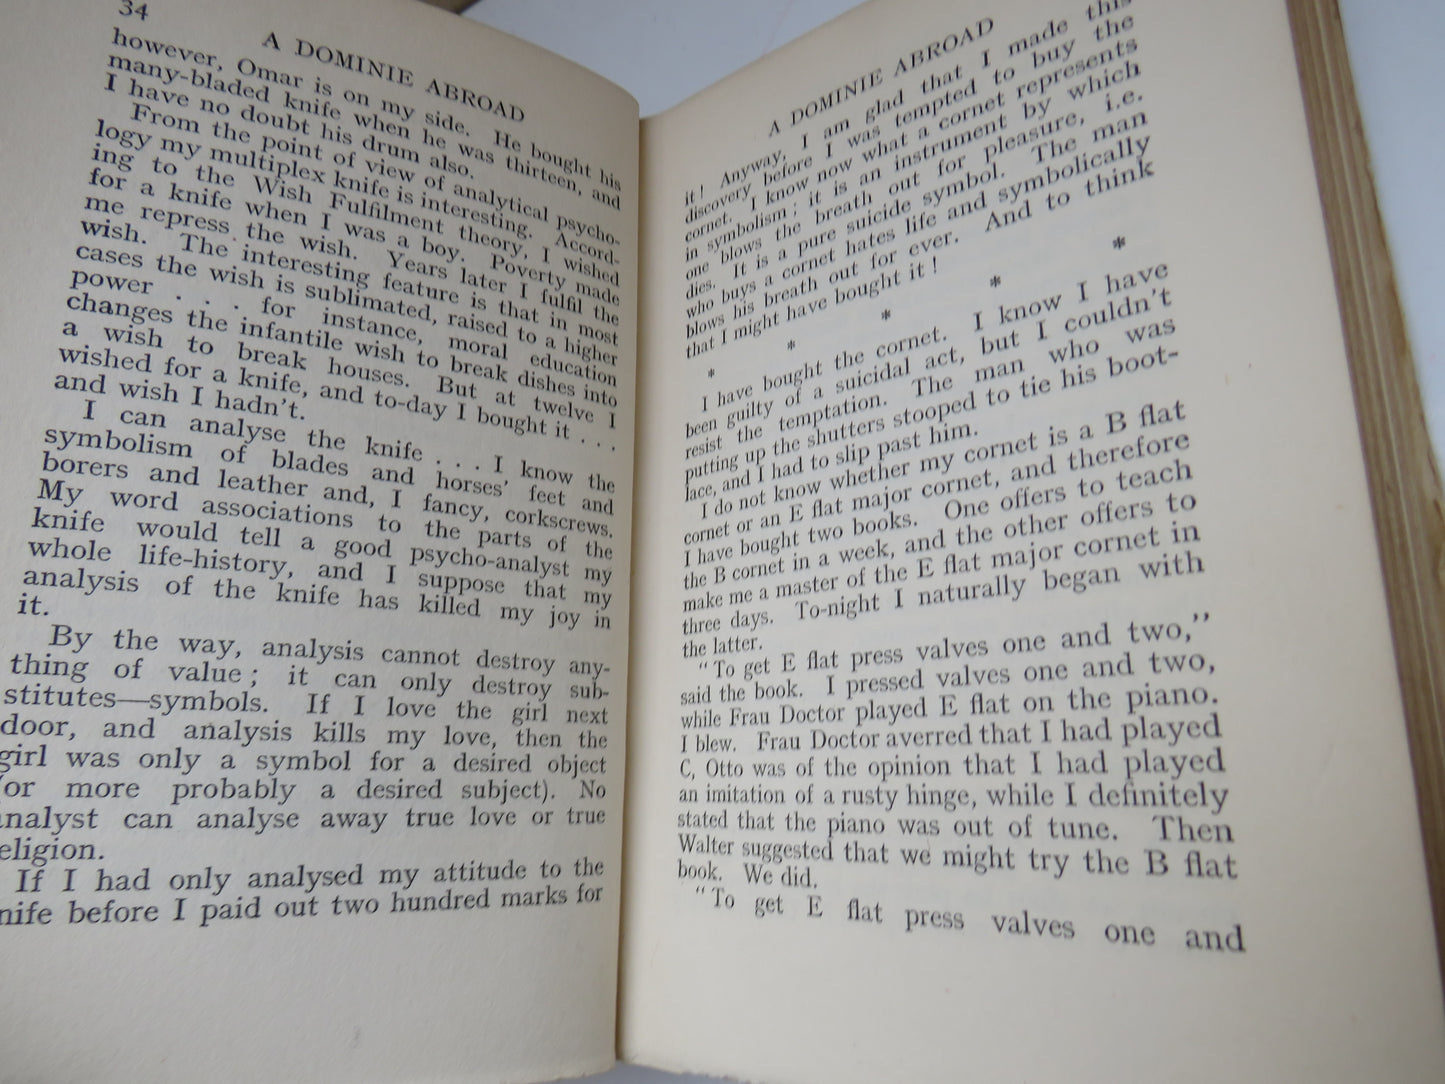 34
A DOMINIE ABROAD
however, Omar is on my side. He bought his
many-bladed knife when he was thirteen, and
I have no doubt his drum also.
From the point of view of analytical psycho-
logy my multiplex knife is interesting. Accord-
ing to the Wish Fulfilment theory, I wished
for a knife when I was a boy. Poverty made
me repress the wish. Years later I fulfil the
wish. The interesting feature is that in most
cases the wish is sublimated, raised to a higher
power . . . for instance, moral education
changes the infantile wish to break dishes into
a wish to break houses. But at twelve I
wished for a knife, and to-day I bought it . . .
and wish I hadn't.
I can analyse the knife . . . I know the
symbolism of blades and horses' feet and
borers and leather and, I fancy, corkscrews.
My word associations to the parts of the
knife would tell a good psycho-analyst my
whole life-history, and I suppose that my
analysis of the knife has killed my joy in
it.
By the way, analysis cannot destroy any-
thing of value; it can only destroy sub-
stitutes—symbols. If I love the girl next
door, and analysis kills my love, then the
girl was only a symbol for a desired object
or more probably a desired subject). No
nalyst can analyse away true love or true
eligion.
If I had only analysed my attitude to the
nife before I paid out two hundred marks for
A DOMINIE ABROAD
it! Anyway, I am glad that I made this
discovery before I was tempted to buy the
cornet. I know now what a cornet represents
in symbolism; it is an instrument by which
one blows the breath out for pleasure, i.e.
dies. It is a pure suicide symbol. The man
who buys a cornet hates life and symbolically
blows his breath out for ever. And to think
that I might have bought it!
* * * * *
I have bought the cornet. I know I have
been guilty of a suicidal act, but I couldn't
resist the temptation. The man who was
putting up the shutters stooped to tie his boot-
lace, and I had to slip past him.
I do not know whether my cornet is a B flat
cornet or an E flat major cornet, and therefore
I have bought two books. One offers to teach
the B cornet in a week, and the other offers to
make me a master of the E flat major cornet in
three days. To-night I naturally began with
the latter.
"To get E flat press valves one and two,"
said the book. I pressed valves one and two,
while Frau Doctor played E flat on the piano.
I blew. Frau Doctor averred that I had played
C, Otto was of the opinion that I had played
an imitation of a rusty hinge, while I definitely
stated that the piano was out of tune. Then
Walter suggested that we might try the B flat
book. We did.
"To get E flat press valves one and